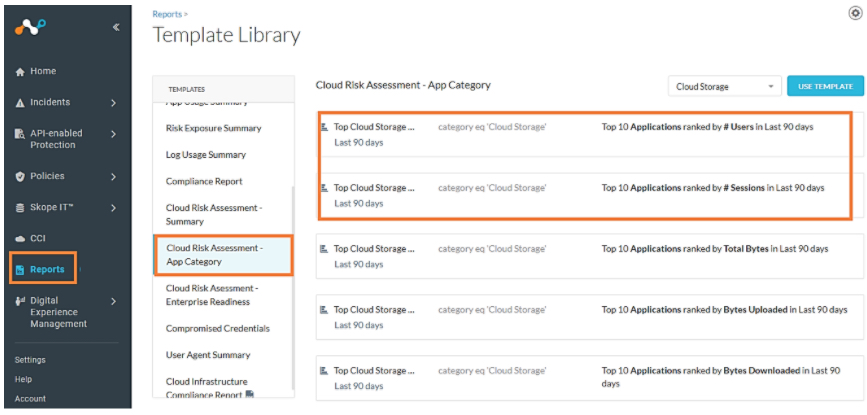 Reports >
Template Library
Home
Incidents
API-enabled
Protection
Policies
Skope IT™
CCI
Reports
Digital
Experience
Management
Settings
Help
Account
TEMPLATES
App Usage Summary
Risk Exposure Summary
Log Usage Summary
Compliance Report
Cloud Risk Assessment -
Summary
Cloud Risk Assessment -
App Category
Cloud Risk Asessment -
Enterprise Readiness
Compromised Credentials
User Agent Summary
Cloud Infrastructure
Compliance Report
Cloud Risk Assessment - App Category
Cloud Storage
USE TEMPLATE
Top Cloud Storage ... category eq 'Cloud Storage' Top 10 Applications ranked by # Users in Last 90 days
Last 90 days
Top Cloud Storage ... category eq 'Cloud Storage' Top 10 Applications ranked by # Sessions in Last 90 days
Last 90 days
Top Cloud Storage ... category eq 'Cloud Storage' Top 10 Applications ranked by Total Bytes in Last 90 days
Last 90 days
Top Cloud Storage ... category eq 'Cloud Storage' Top 10 Applications ranked by Bytes Uploaded in Last 90 days
Last 90 days
Top Cloud Storage ... category eq 'Cloud Storage' Top 10 Applications ranked by Bytes Downloaded in Last 90
Last 90 days days